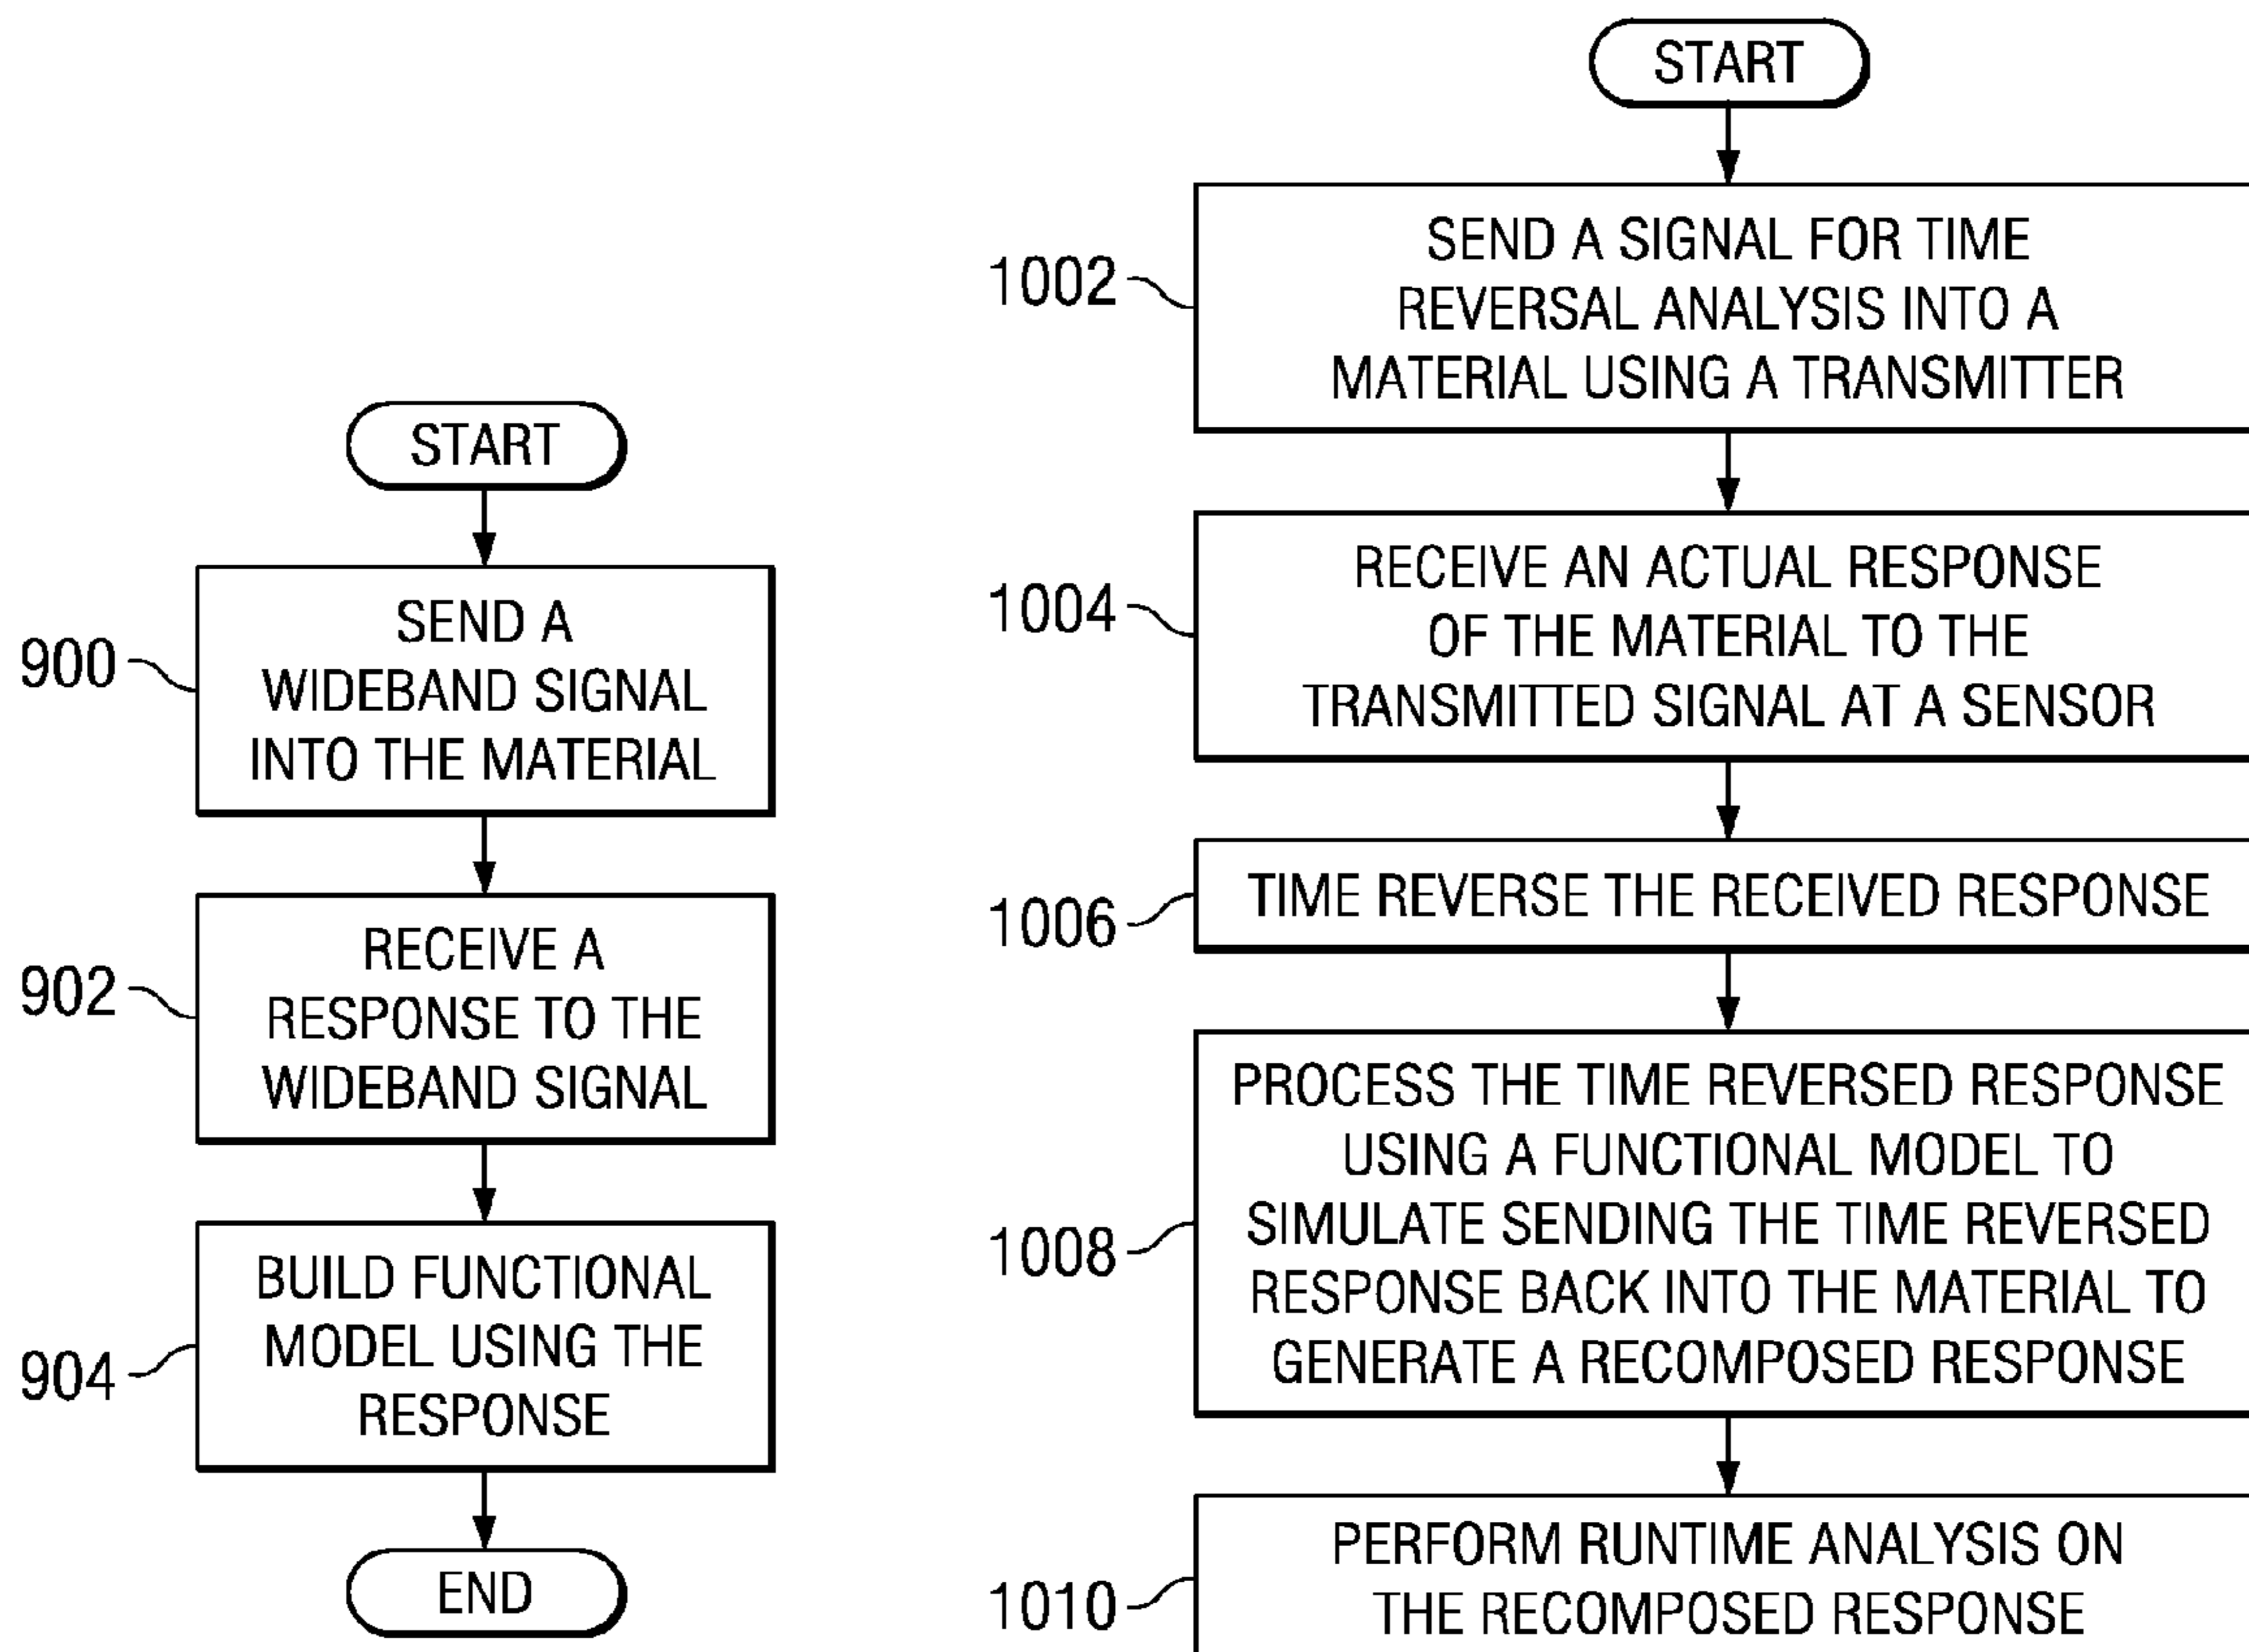 START
900
SEND A
WIDEBAND SIGNAL
INTO THE MATERIAL
902
RECEIVE A
RESPONSE TO THE
WIDEBAND SIGNAL
904
BUILD FUNCTIONAL
MODEL USING THE
RESPONSE
END
START
1002
SEND A SIGNAL FOR TIME
REVERSAL ANALYSIS INTO A
MATERIAL USING A TRANSMITTER
1004
RECEIVE AN ACTUAL RESPONSE
OF THE MATERIAL TO THE
TRANSMITTED SIGNAL AT A SENSOR
1006
TIME REVERSE THE RECEIVED RESPONSE
1008
PROCESS THE TIME REVERSED RESPONSE
USING A FUNCTIONAL MODEL TO
SIMULATE SENDING THE TIME REVERSED
RESPONSE BACK INTO THE MATERIAL TO
GENERATE A RECOMPOSED RESPONSE
1010
PERFORM RUNTIME ANALYSIS ON
THE RECOMPOSED RESPONSE